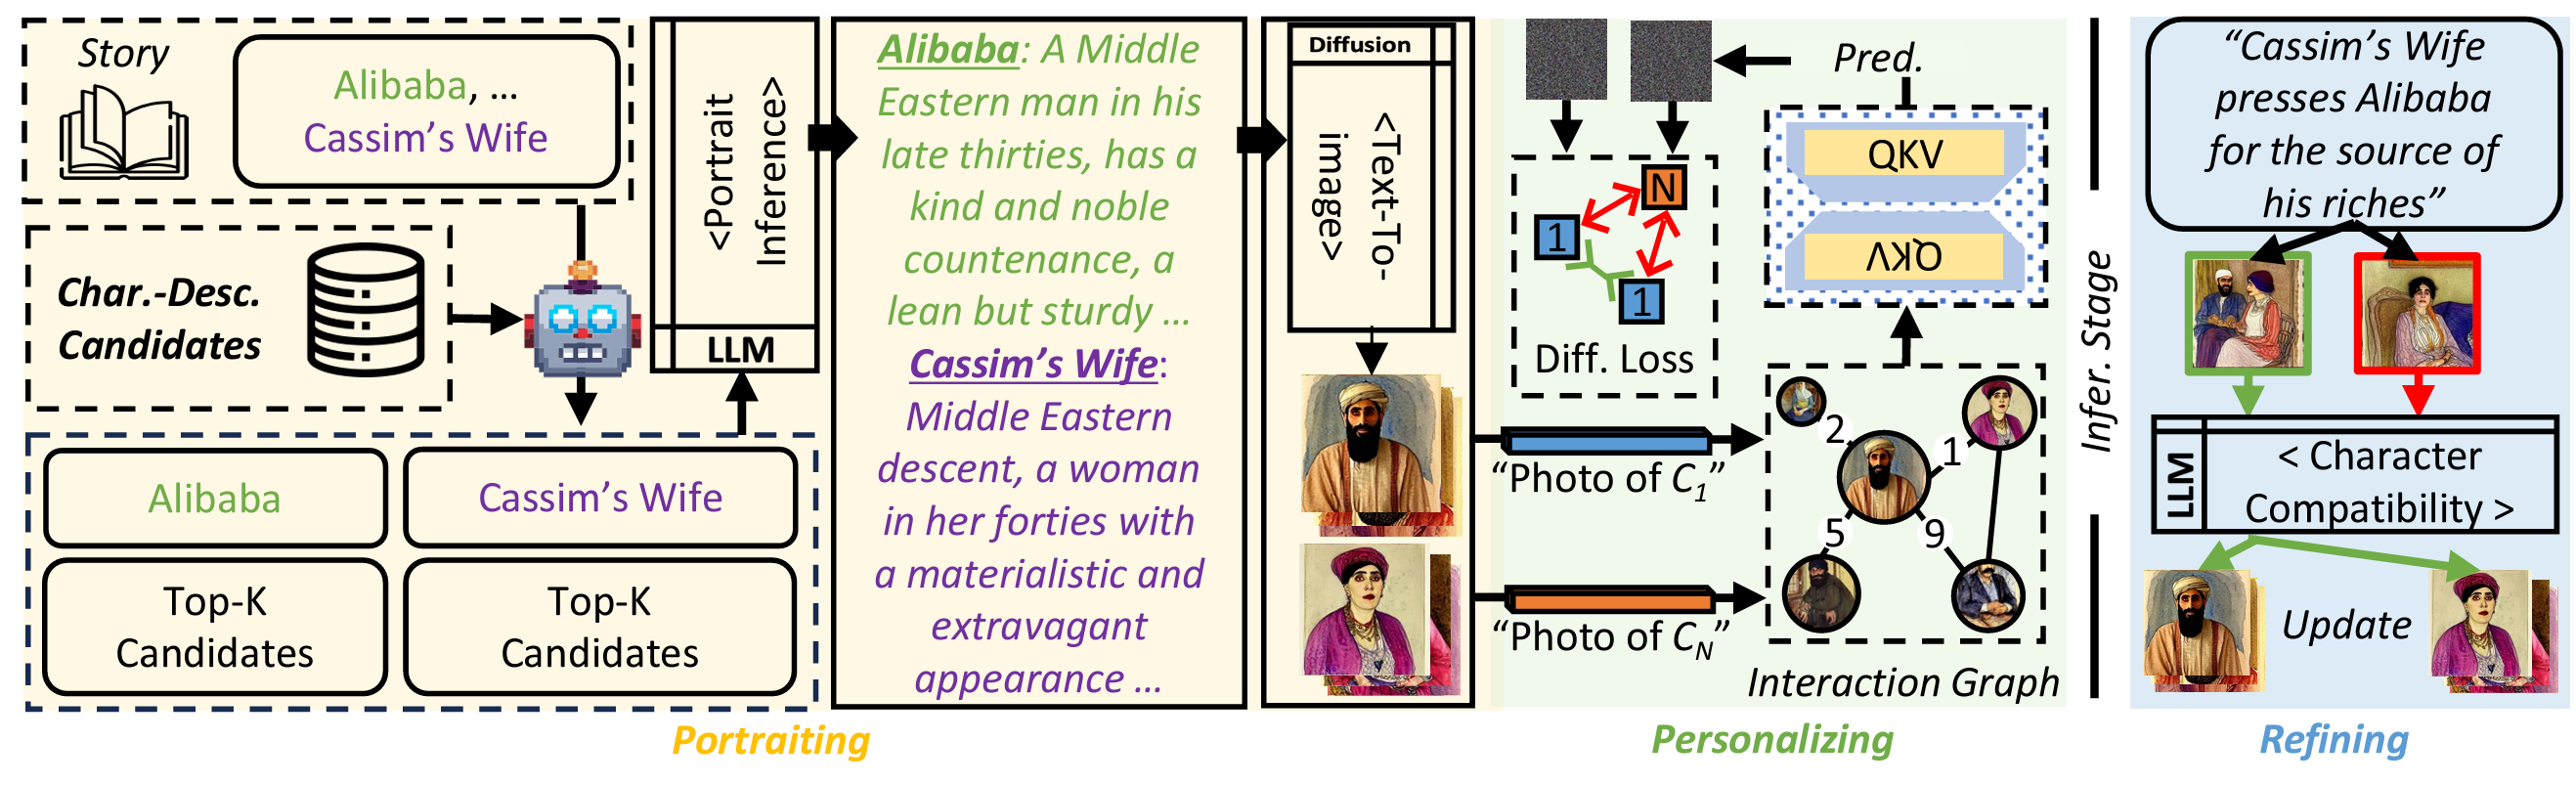 Story
Alibaba, ...
Cassim's Wife
Char.-Desc.
Candidates
Alibaba
Cassim's Wife
Top-K
Candidates
Top-K
Candidates
<Portrait
Inference>
LLM
Alibaba: A Middle
Eastern man in his
late thirties, has a
kind and noble
countenance, a
lean but sturdy ...
Cassim's Wife:
Middle Eastern
descent, a woman
in her forties with
a materialistic and
extravagant
appearance ...
Diffusion
<Text-To-
image>
Portraiting
Pred.
QKV
QKV
N
1
1
Diff. Loss
"Photo of C1"
"Photo of CN"
2
1
5
9
Interaction Graph
Personalizing
Infer. Stage
"Cassim's Wife
presses Alibaba
for the source of
his riches"
LLM
< Character
Compatibility >
Update
Refining